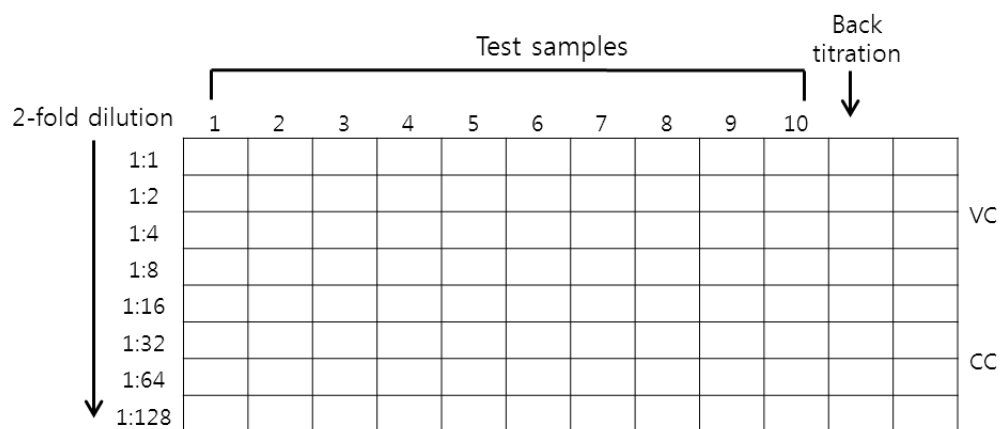 Back
titration
Test samples
2-fold dilution
1 2 3 4 5 6 7 8 9 10
1:1
1:2
VC
1:4
1:8
1:16
1:32
CC
1:64
1:128